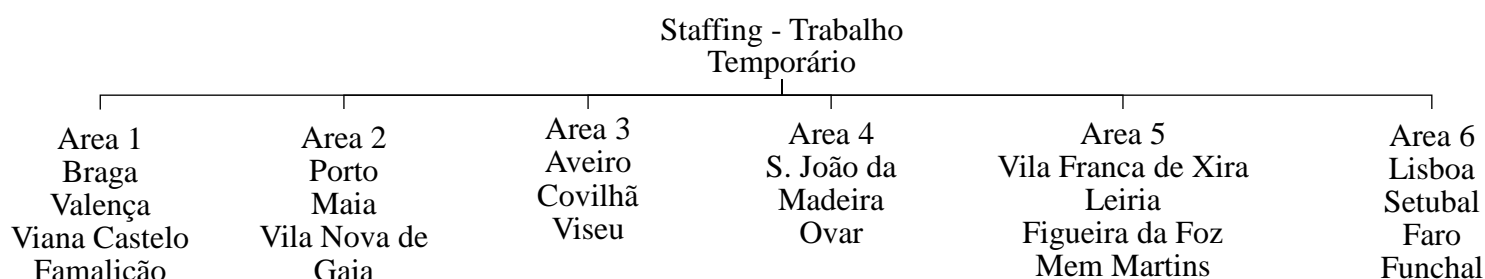 Staffing - Trabalho
Temporário
Area 1
Braga
Valença
Viana Castelo
Famalicão
Area 2
Porto
Maia
Vila Nova de
Gaia
Area 3
Aveiro
Covilhã
Viseu
Area 4
S. João da
Madeira
Ovar
Area 5
Vila Franca de Xira
Leiria
Figueira da Foz
Mem Martins
Area 6
Lisboa
Setubal
Faro
Funchal